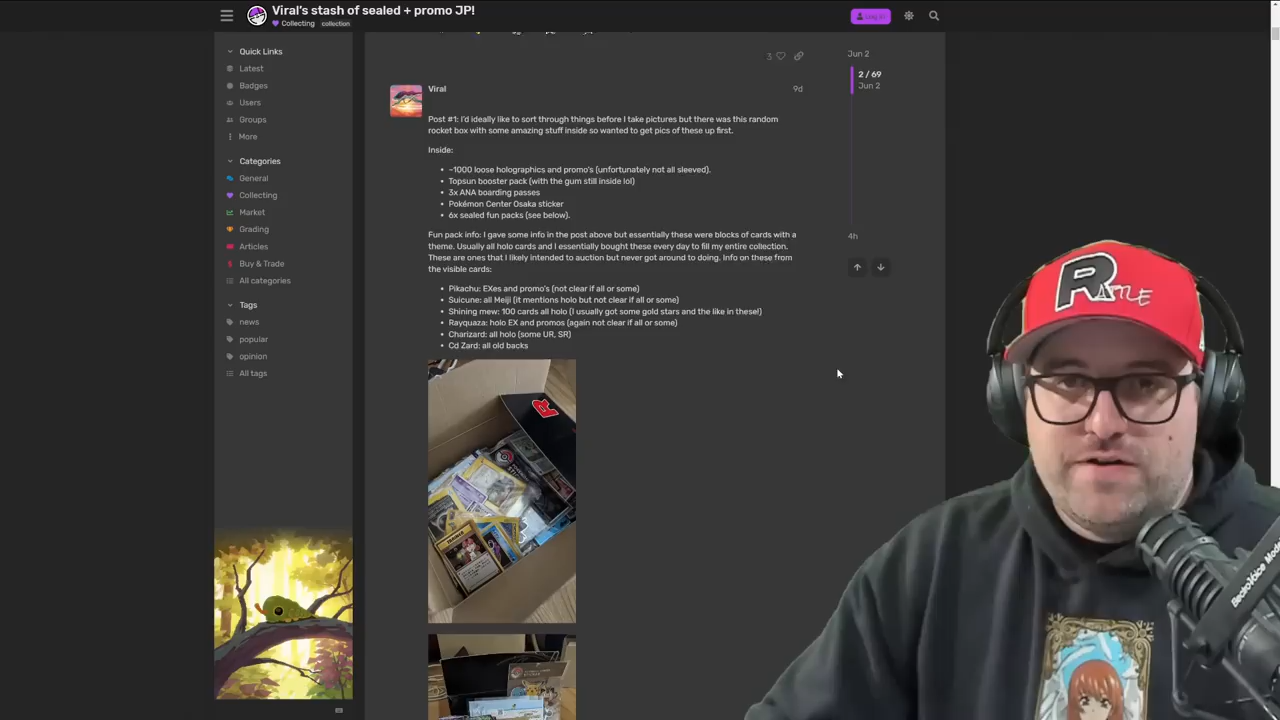 Viral's stash of sealed + promo JP!
Collecting collection
Log In
Quick Links
Latest
Badges
Users
Groups
More
Categories
General
Collecting
Market
Grading
Articles
Buy & Trade
All categories
Tags
news
popular
opinion
All tags
3
Viral
9d
Post #1: I'd ideally like to sort through things before I take pictures but there was this random
rocket box with some amazing stuff inside so wanted to get pics of these up first.
Inside:
• ~1000 loose holographics and promo's (unfortunately not all sleeved).
• Topsun booster pack (with the gum still inside lol)
• 3x ANA boarding passes
• Pokémon Center Osaka sticker
• 6x sealed fun packs (see below).
Fun pack info: I gave some info in the post above but essentially these were blocks of cards with a
theme. Usually all holo cards and I essentially bought these every day to fill my entire collection.
These are ones that I likely intended to auction but never got around to doing. Info on these from
the visible cards:
• Pikachu: EXes and promo's (not clear if all or some)
• Suicune: all Meiji (it mentions holo but not clear if all or some)
• Shining mew: 100 cards all holo (I usually got some gold stars and the like in these!)
• Rayquaza: holo EX and promos (again not clear if all or some)
• Charizard: all holo (some UR, SR)
• Cd Zard: all old backs
Jun 2
2 / 69
Jun 2
4h
R
RATTLE
ElectroVoice